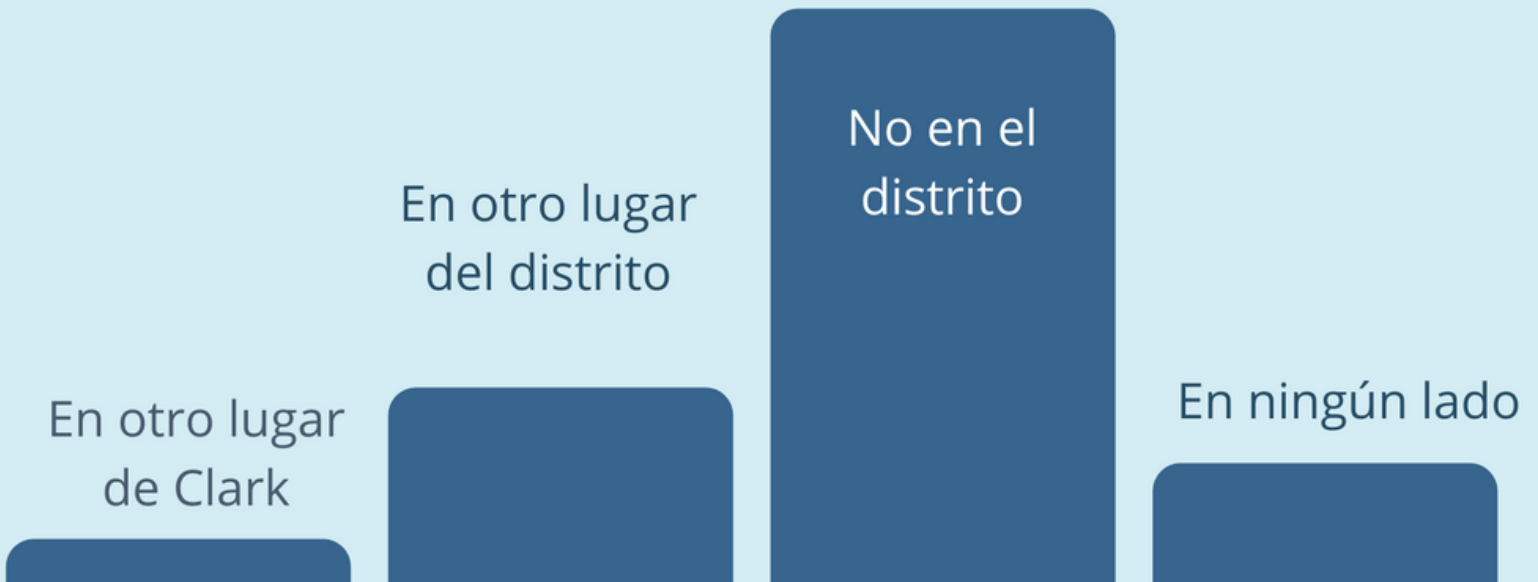 En otro lugar
de Clark
En otro lugar
del distrito
No en el
distrito
En ningún lado